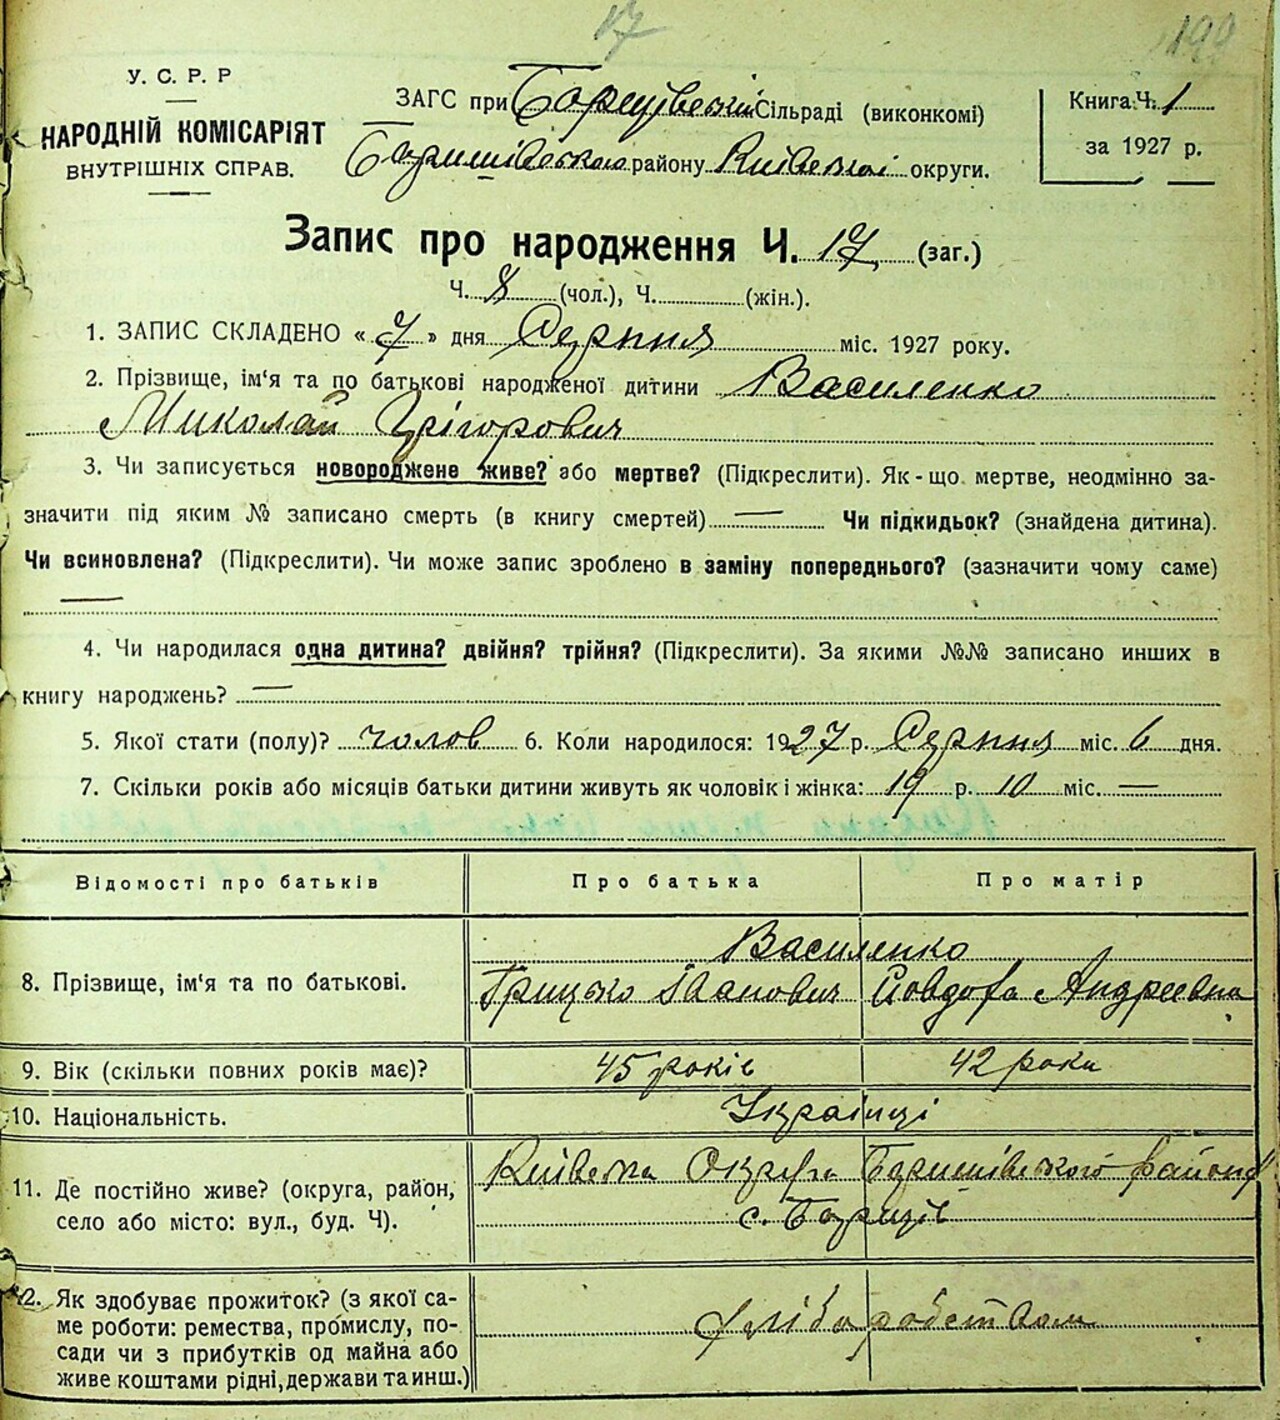 17
199
У. С. Р. Р
НАРОДНІЙ КОМІСАРІЯТ
ВНУТРІШНІХ СПРАВ.
ЗАГС при Борщівській Сільраді (виконкомі)
Баришівського району Київської округи.
Книга Ч. 1
за 1927 р.
Запис про народження Ч. 17 (заг.)
Ч. 8 (чол.), Ч. (жін.).
1. ЗАПИС СКЛАДЕНО « 7 » дня Серпня міс. 1927 року.
2. Прізвище, ім‘я та по батькові народженої дитини Василенко
Миколай Грігорович
3. Чи записується новороджене живе? або мертве? (Підкреслити). Як-що мертве, неодмінно за-
значити під яким № записано смерть (в книгу смертей) — Чи підкидьок? (знайдена дитина).
Чи всиновлена? (Підкреслити). Чи може запис зроблено в заміну попереднього? (зазначити чому саме)
—
4. Чи народилася одна дитина? двійня? трійня? (Підкреслити). За якими №№ записано инших в
книгу народжень? —
5. Якої стати (полу)? чолов 6. Коли народилося: 1927 р. Серпня міс. 6 дня.
7. Скільки років або місяців батьки дитини живуть як чоловік і жінка: 19 р. 10 міс. —
Відомості про батьків Про батька Про матір
Василенко
8. Прізвище, ім‘я та по батькові. Грицько Іванович Йовдоха Андреєвна
9. Вік (скільки повних років має)? 45 років 42 роки
10. Національність. Українці
11. Де постійно живе? (округа, район, Київська Округа Баришівського району
село або місто: вул., буд. Ч). с. Борщів
12. Як здобуває прожиток? (з якої са-
ме роботи: ремества, промислу, по- хліборобством
сади чи з прибутків од майна або
живе коштами рідні, держави та инш.)